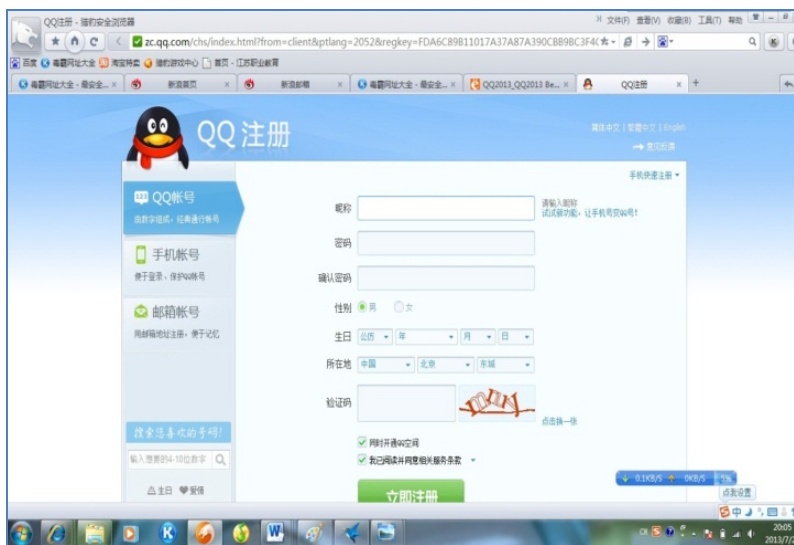 QQ注册 - 猎豹安全浏览器
文件(F) 查看(V) 收藏(B) 工具(T) 帮助
zc.qq.com/chs/index.html?from=client&ptlang=2052&regkey=FDA6C89B11017A37A87A390CBB9BC3F4C
百度 毒霸网址大全 淘宝特卖 猎豹游戏中心 首页 - 江苏职业教育
毒霸网址大全 - 最安全... 新浪首页 新浪邮箱 毒霸网址大全 - 最安全... QQ2013_QQ2013 Be... QQ注册
QQ注册
简体中文 | 繁體中文 | English
意见反馈
手机快速注册
QQ帐号
由数字组成，经典通行帐号
手机帐号
便于登录、保护QQ帐号
邮箱帐号
用邮箱地址注册，便于记忆
搜索您喜欢的号码!
输入想要的4-10位数字
生日 爱情
昵称
请输入昵称
试试新功能，让手机号变QQ号!
密码
确认密码
性别 男 女
生日 公历 年 月 日
所在地 中国 北京 东城
验证码
点击换一张
同时开通QQ空间
我已阅读并同意相关服务条款
立即注册
0.1KB/S 0KB/S 5%
点我设置
中
CH
20:05
2013/7/2